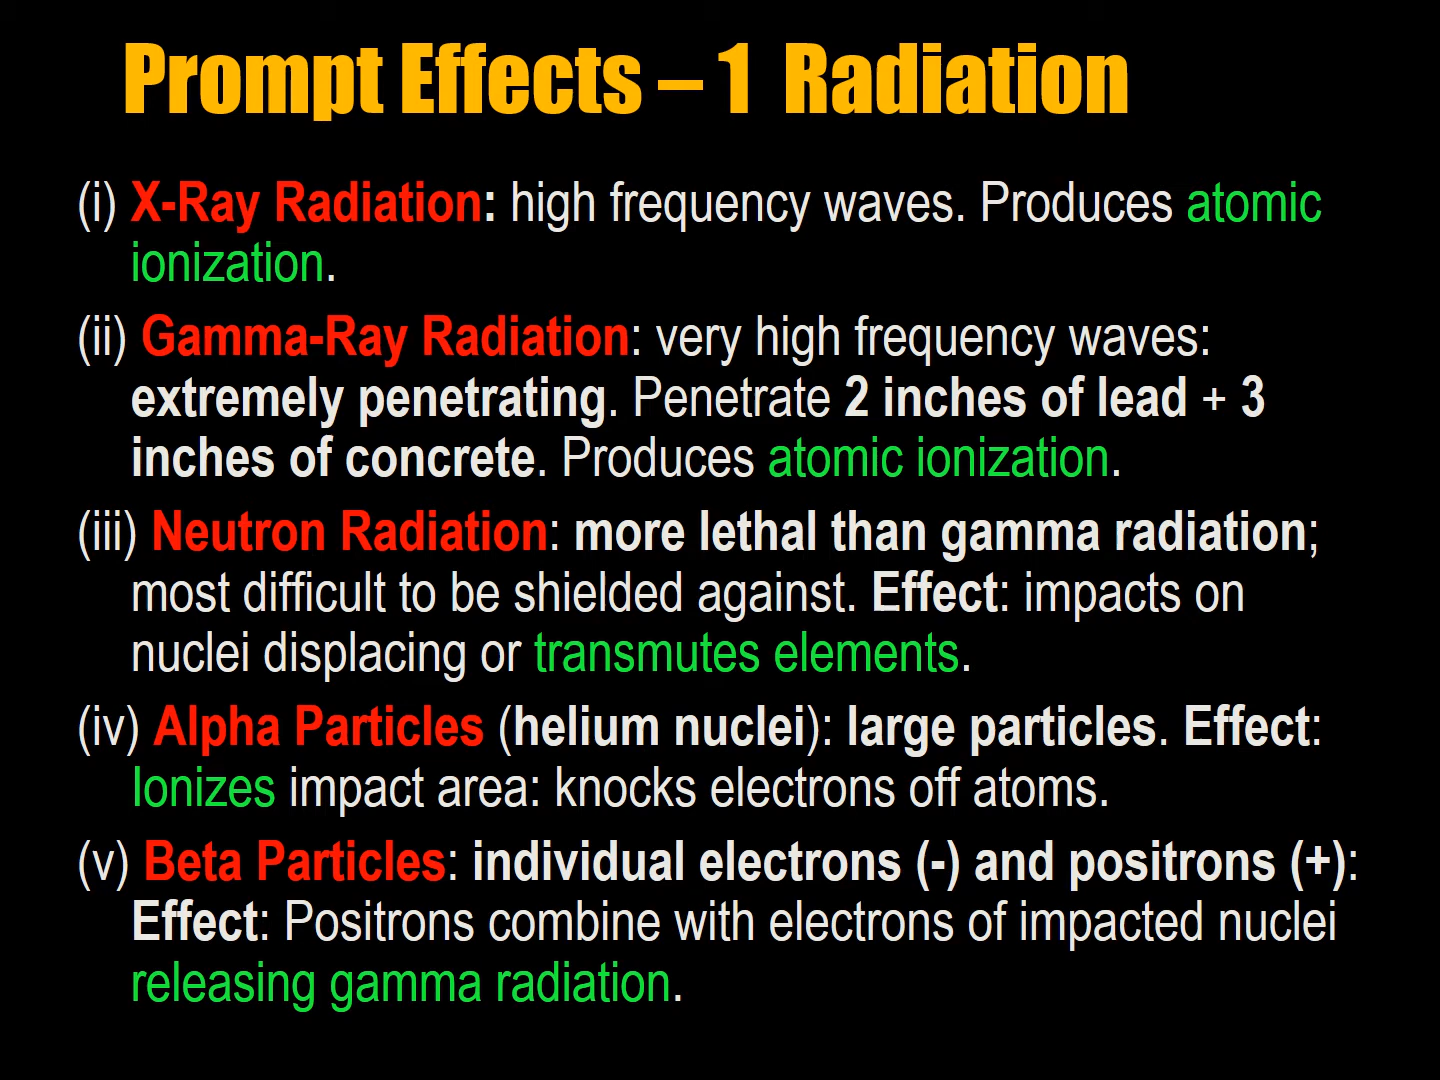 Prompt Effects – 1 Radiation
(i) X-Ray Radiation: high frequency waves. Produces atomic
ionization.
(ii) Gamma-Ray Radiation: very high frequency waves:
extremely penetrating. Penetrate 2 inches of lead + 3
inches of concrete. Produces atomic ionization.
(iii) Neutron Radiation: more lethal than gamma radiation;
most difficult to be shielded against. Effect: impacts on
nuclei displacing or transmutes elements.
(iv) Alpha Particles (helium nuclei): large particles. Effect:
Ionizes impact area: knocks electrons off atoms.
(v) Beta Particles: individual electrons (-) and positrons (+):
Effect: Positrons combine with electrons of impacted nuclei
releasing gamma radiation.